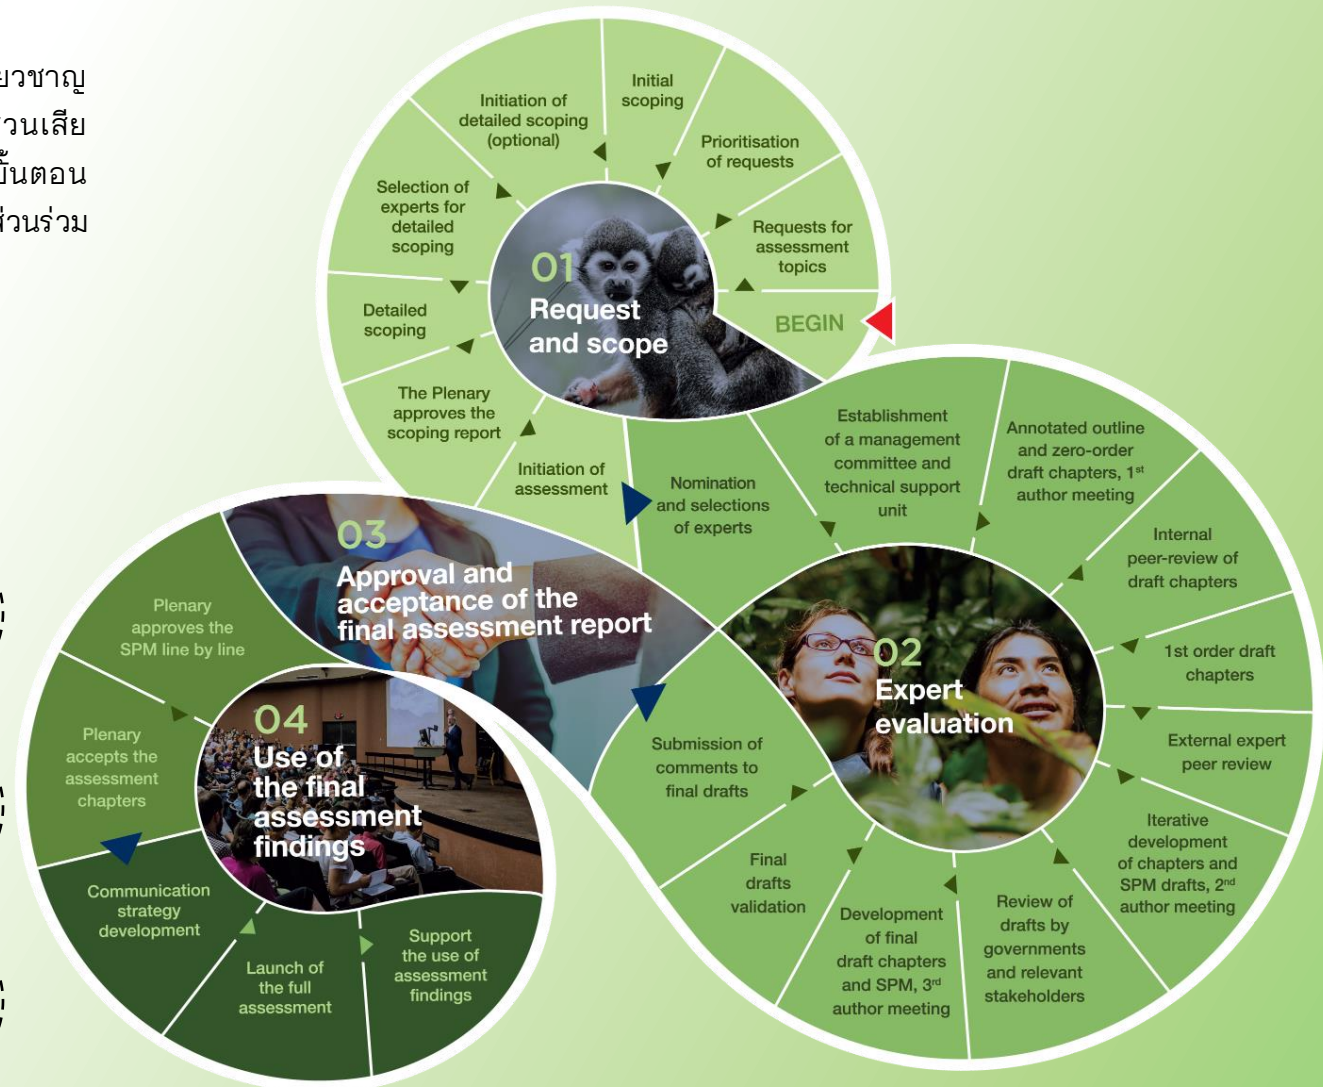 ยวชาญ
วนเสีย
ขั้นตอน
ส่วนร่วม
01
Request
and scope
BEGIN
Requests for
assessment
topics
Prioritisation
of requests
Initial
scoping
Initiation of
detailed scoping
(optional)
Selection of
experts for
detailed
scoping
Detailed
scoping
The Plenary
approves the
scoping report
Initiation of
assessment
02
Expert
evaluation
Nomination
and selections
of experts
Establishment
of a management
committee and
technical support
unit
Annotated outline
and zero-order
draft chapters, 1st
author meeting
Internal
peer-review of
draft chapters
1st order draft
chapters
External expert
peer review
Iterative
development
of chapters and
SPM drafts, 2nd
author meeting
Review of
drafts by
governments
and relevant
stakeholders
Development
of final
draft chapters
and SPM, 3rd
author meeting
Final
drafts
validation
Submission of
comments to
final drafts
03
Approval and
acceptance of the
final assessment report
Plenary
approves the
SPM line by line
Plenary
accepts the
assessment
chapters
04
Use of
the final
assessment
findings
Communication
strategy
development
Launch of
the full
assessment
Support
the use of
assessment
findings